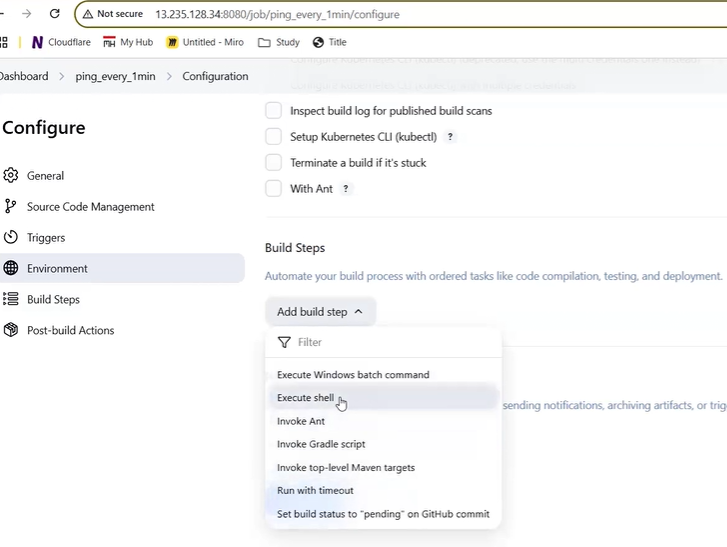 Not secure 13.235.128.34:8080/job/ping_every_1min/configure
Cloudflare My Hub Untitled - Miro Study Title
Dashboard > ping_every_1min > Configuration
Configure
General
Source Code Management
Triggers
Environment
Build Steps
Post-build Actions
Inspect build log for published build scans
Setup Kubernetes CLI (kubectl) ?
Terminate a build if it's stuck
With Ant ?
Build Steps
Automate your build process with ordered tasks like code compilation, testing, and deployment.
Add build step
Filter
Execute Windows batch command
Execute shell
Invoke Ant
Invoke Gradle script
Invoke top-level Maven targets
Run with timeout
Set build status to "pending" on GitHub commit
sending notifications, archiving artifacts, or trig